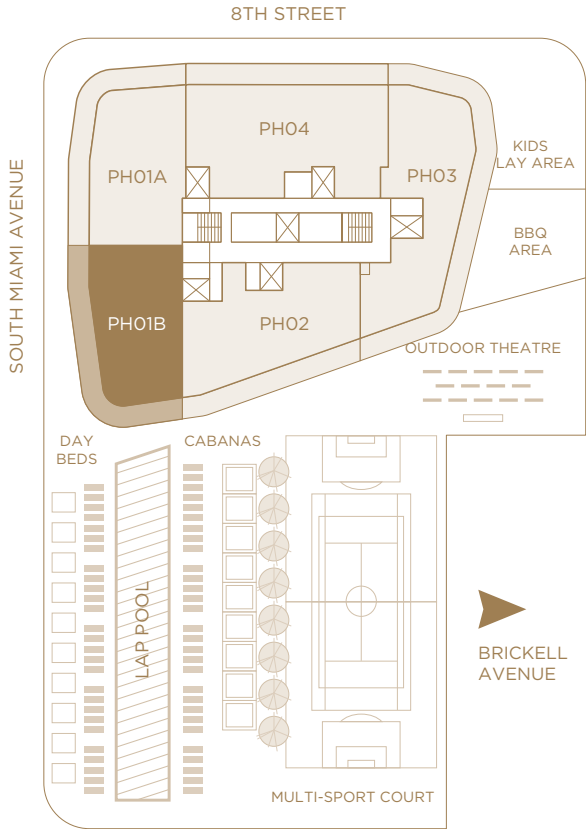 8TH STREET
SOUTH MIAMI AVENUE
PH04
PH01A
PH03
KIDS
LAY AREA
BBQ
AREA
PH01B
PH02
OUTDOOR THEATRE
DAY
BEDS
CABANAS
LAP POOL
BRICKELL
AVENUE
MULTI-SPORT COURT